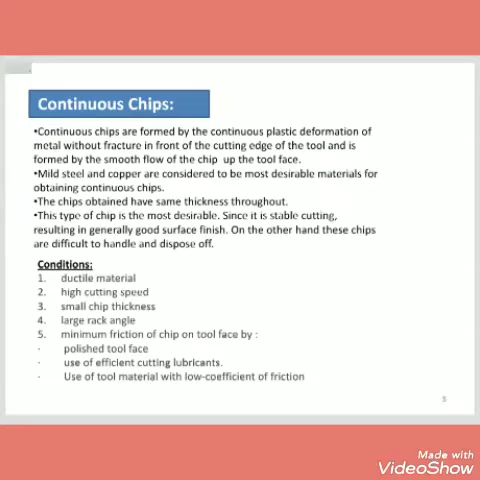 Continuous Chips:
•Continuous chips are formed by the continuous plastic deformation of
metal without fracture in front of the cutting edge of the tool and is
formed by the smooth flow of the chip up the tool face.
•Mild steel and copper are considered to be most desirable materials for
obtaining continuous chips.
•The chips obtained have same thickness throughout.
•This type of chip is the most desirable. Since it is stable cutting,
resulting in generally good surface finish. On the other hand these chips
are difficult to handle and dispose off.
Conditions:
1. ductile material
2. high cutting speed
3. small chip thickness
4. large rack angle
5. minimum friction of chip on tool face by :
· polished tool face
· use of efficient cutting lubricants.
· Use of tool material with low-coefficient of friction
Made with
VideoShow